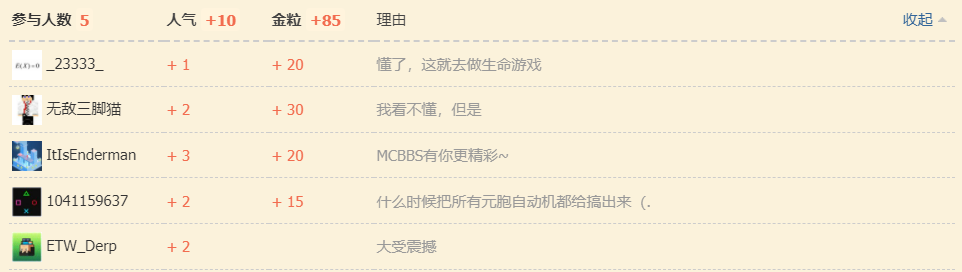 参与人数 5 人气 +10 金粒 +85 理由 收起
E(X)=0 _23333_ + 1 + 20 懂了，这就去做生命游戏
无敌三脚猫 + 2 + 30 我看不懂，但是
ItIsEnderman + 3 + 20 MCBBS有你更精彩~
1041159637 + 2 + 15 什么时候把所有元胞自动机都给搞出来（.
ETW_Derp + 2 大受震撼